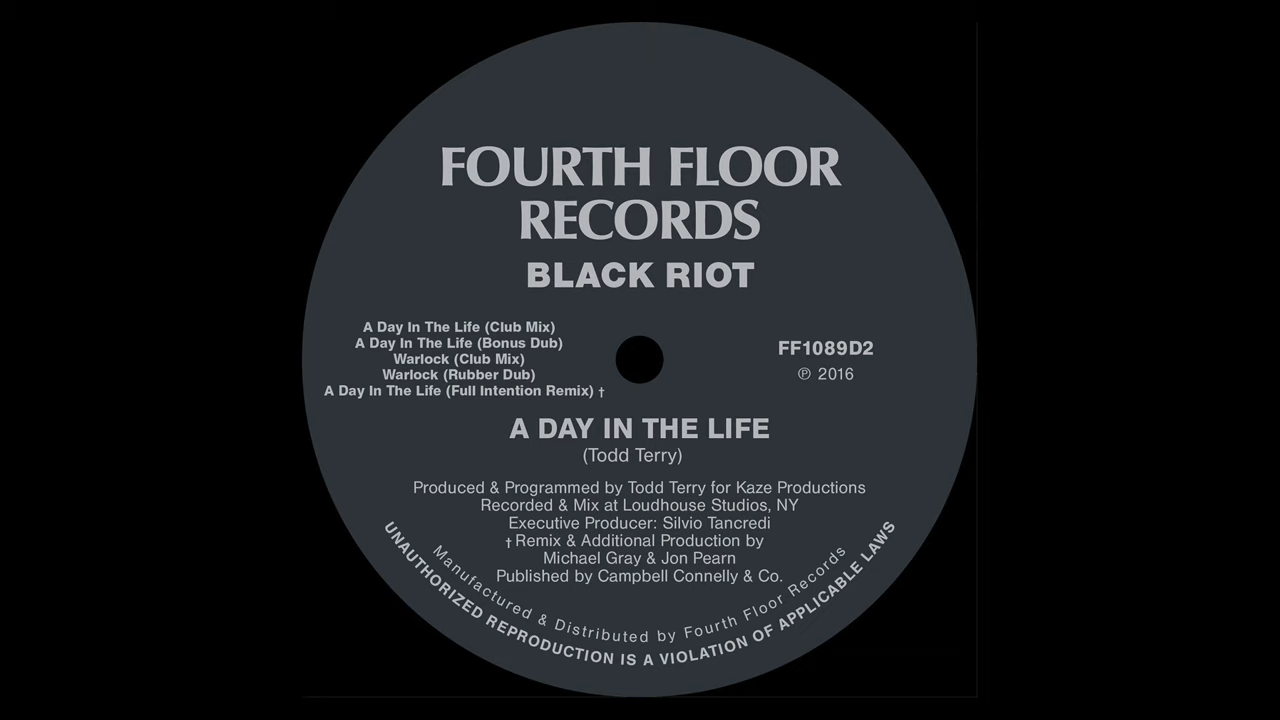 FOURTH FLOOR
RECORDS
BLACK RIOT
A Day In The Life (Club Mix)
A Day In The Life (Bonus Dub)
Warlock (Club Mix)
Warlock (Rubber Dub)
A Day In The Life (Full Intention Remix) †
FF1089D2
℗ 2016
A DAY IN THE LIFE
(Todd Terry)
Produced & Programmed by Todd Terry for Kaze Productions
Recorded & Mix at Loudhouse Studios, NY
Executive Producer: Silvio Tancredi
† Remix & Additional Production by
Michael Gray & Jon Pearn
Published by Campbell Connelly & Co.
Manufactured & Distributed by Fourth Floor Records
UNAUTHORIZED REPRODUCTION IS A VIOLATION OF APPLICABLE LAWS